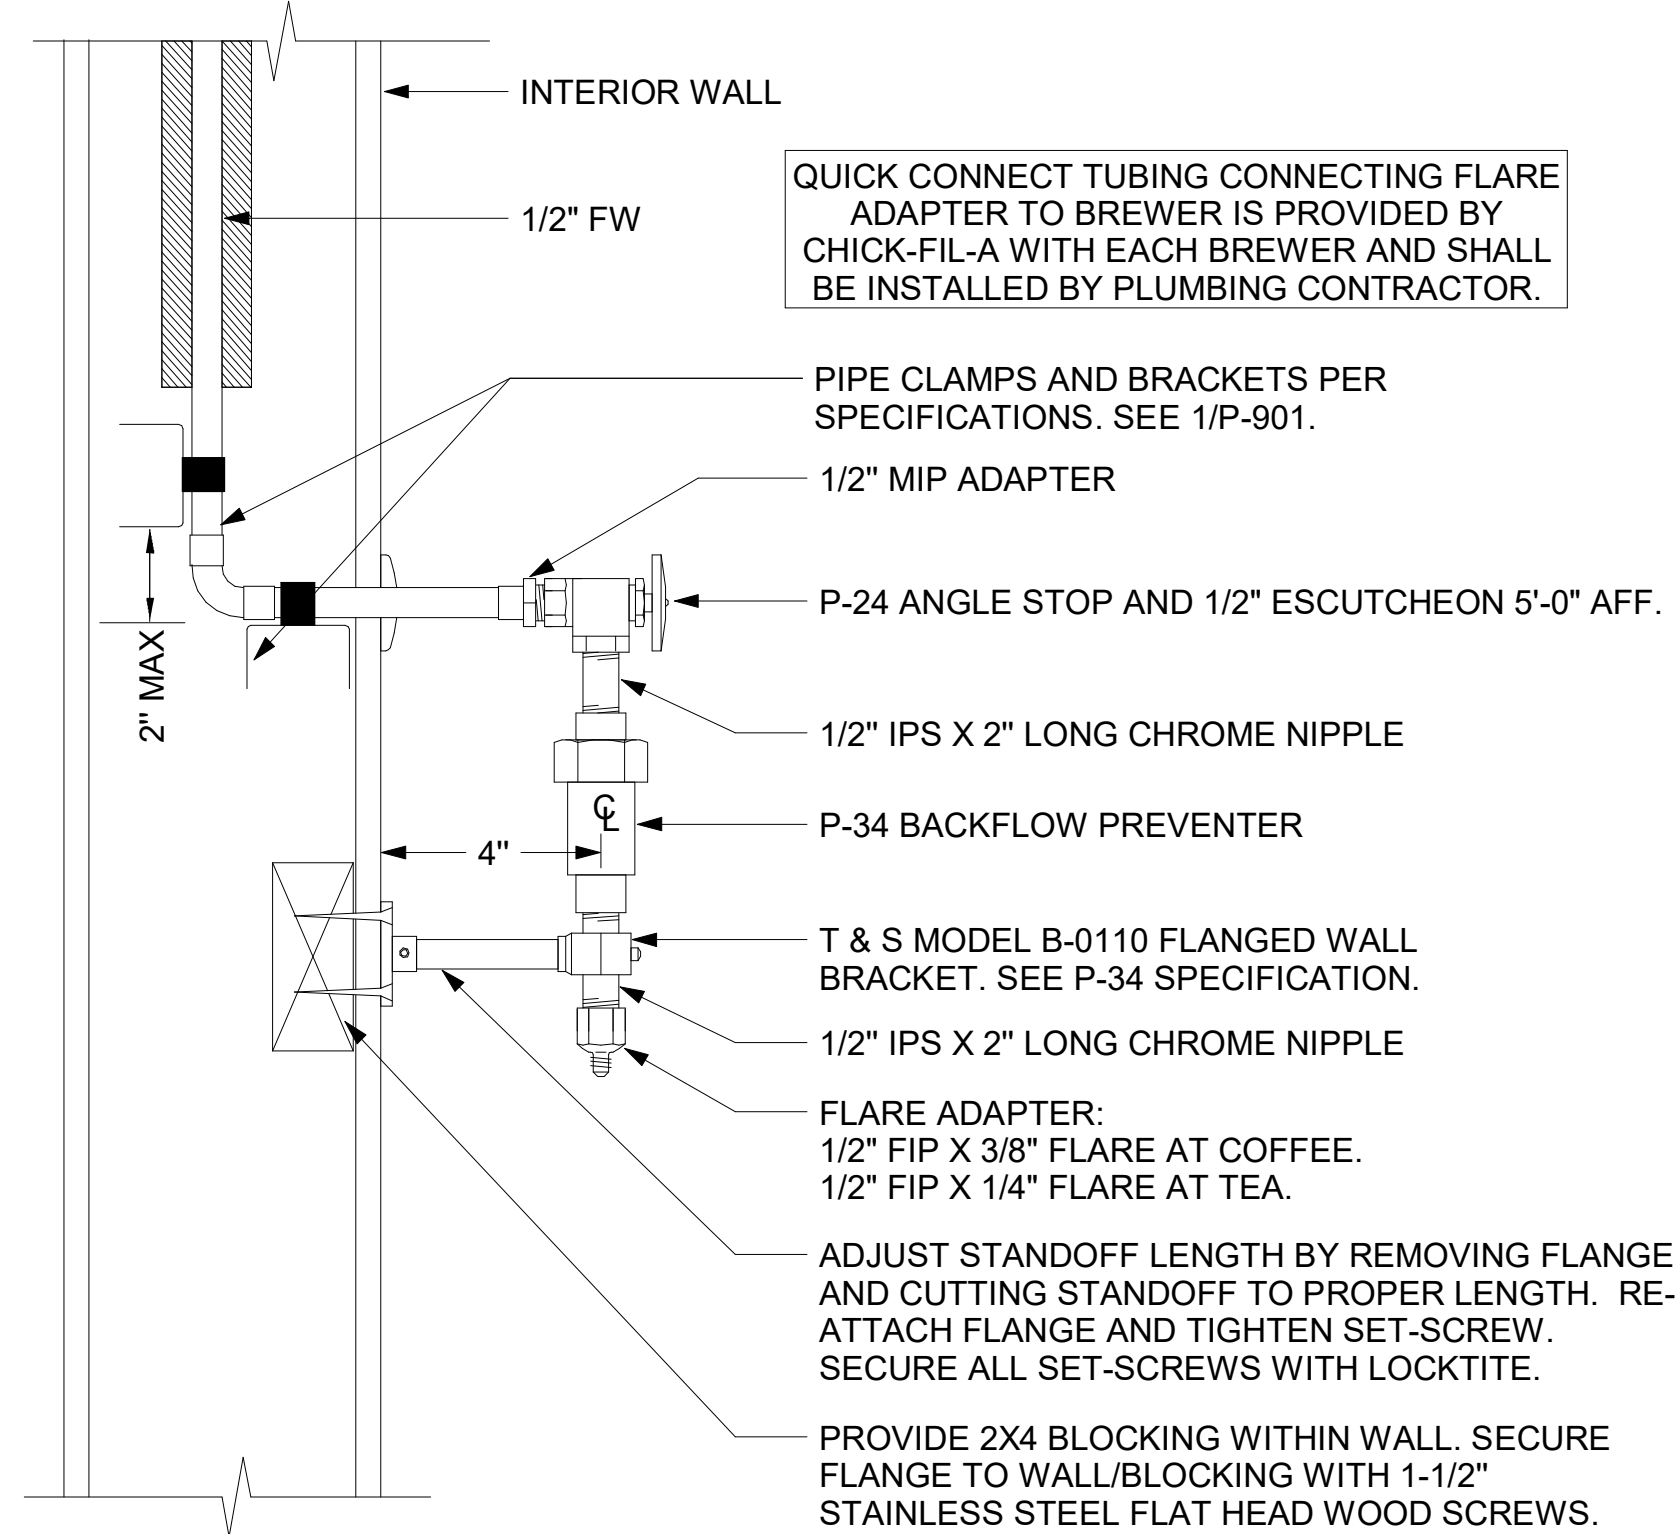 INTERIOR WALL
QUICK CONNECT TUBING CONNECTING FLARE
ADAPTER TO BREWER IS PROVIDED BY
CHICK-FIL-A WITH EACH BREWER AND SHALL
BE INSTALLED BY PLUMBING CONTRACTOR.
1/2" FW
PIPE CLAMPS AND BRACKETS PER
SPECIFICATIONS. SEE 1/P-901.
1/2" MIP ADAPTER
P-24 ANGLE STOP AND 1/2" ESCUTCHEON 5'-0" AFF.
2" MAX
1/2" IPS X 2" LONG CHROME NIPPLE
CL
P-34 BACKFLOW PREVENTER
4"
T & S MODEL B-0110 FLANGED WALL
BRACKET. SEE P-34 SPECIFICATION.
1/2" IPS X 2" LONG CHROME NIPPLE
FLARE ADAPTER:
1/2" FIP X 3/8" FLARE AT COFFEE.
1/2" FIP X 1/4" FLARE AT TEA.
ADJUST STANDOFF LENGTH BY REMOVING FLANGE
AND CUTTING STANDOFF TO PROPER LENGTH. RE-
ATTACH FLANGE AND TIGHTEN SET-SCREW.
SECURE ALL SET-SCREWS WITH LOCKTITE.
PROVIDE 2X4 BLOCKING WITHIN WALL. SECURE
FLANGE TO WALL/BLOCKING WITH 1-1/2"
STAINLESS STEEL FLAT HEAD WOOD SCREWS.